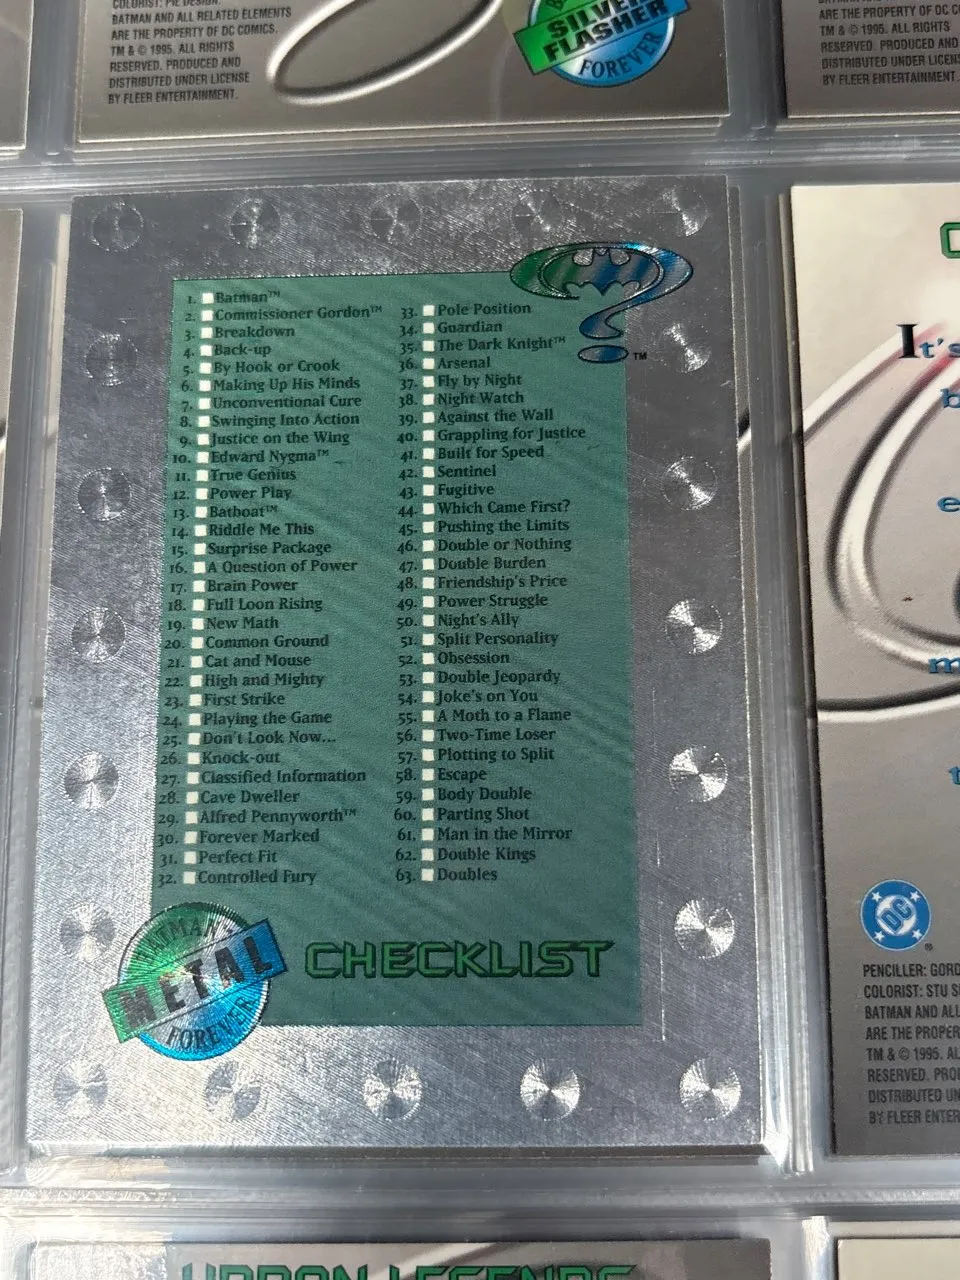 COLORIST: PIE DESIGN.
BATMAN AND ALL RELATED ELEMENTS
ARE THE PROPERTY OF DC COMICS.
TM & © 1995. ALL RIGHTS
RESERVED. PRODUCED AND
DISTRIBUTED UNDER LICENSE
BY FLEER ENTERTAINMENT.
SILVER
FLASHER
FOREVER
ARE THE PROPERTY OF DC COM
TM & © 1995. ALL RIGHTS
RESERVED. PRODUCED AND
DISTRIBUTED UNDER LICEN
BY FLEER ENTERTAINMENT.
1. Batman™
2. Commissioner Gordon™
3. Breakdown
4. Back-up
5. By Hook or Crook
6. Making Up His Minds
7. Unconventional Cure
8. Swinging Into Action
9. Justice on the Wing
10. Edward Nygma™
11. True Genius
12. Power Play
13. Batboat™
14. Riddle Me This
15. Surprise Package
16. A Question of Power
17. Brain Power
18. Full Loon Rising
19. New Math
20. Common Ground
21. Cat and Mouse
22. High and Mighty
23. First Strike
24. Playing the Game
25. Don't Look Now...
26. Knock-out
27. Classified Information
28. Cave Dweller
29. Alfred Pennyworth™
30. Forever Marked
31. Perfect Fit
32. Controlled Fury
33. Pole Position
34. Guardian
35. The Dark Knight™
36. Arsenal
37. Fly by Night
38. Night Watch
39. Against the Wall
40. Grappling for Justice
41. Built for Speed
42. Sentinel
43. Fugitive
44. Which Came First?
45. Pushing the Limits
46. Double or Nothing
47. Double Burden
48. Friendship's Price
49. Power Struggle
50. Night's Ally
51. Split Personality
52. Obsession
53. Double Jeopardy
54. Joke's on You
55. A Moth to a Flame
56. Two-Time Loser
57. Plotting to Split
58. Escape
59. Body Double
60. Parting Shot
61. Man in the Mirror
62. Double Kings
63. Doubles
TM
BATMAN
METAL
FOREVER
CHECKLIST
It's
DC
PENCILLER: GORD
COLORIST: STU S
BATMAN AND ALL
ARE THE PROPER
TM & © 1995. AL
RESERVED. PROD
DISTRIBUTED UN
BY FLEER ENTER
URBAN LEGENDS